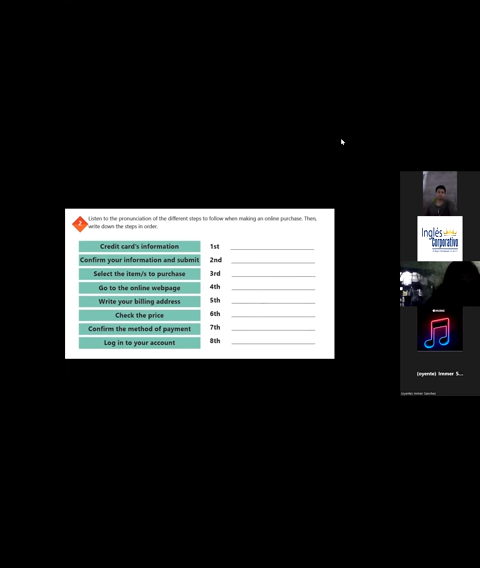 2
Listen to the pronunciation of the different steps to follow when making an online purchase. Then,
write down the steps in order.
Credit card's information 1st
Confirm your information and submit 2nd
Select the item/s to purchase 3rd
Go to the online webpage 4th
Write your billing address 5th
Check the price 6th
Confirm the method of payment 7th
Log in to your account 8th
Inglés
corporativo
(oyente) Immer S...